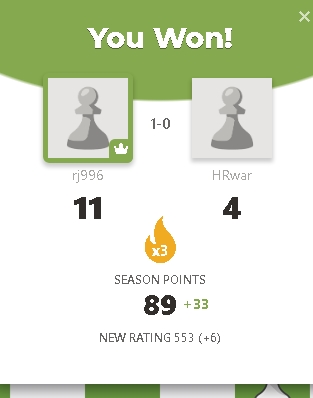 You Won!
1-0
rj996
HRwar
11
4
x3
SEASON POINTS
89 +33
NEW RATING 553 (+6)